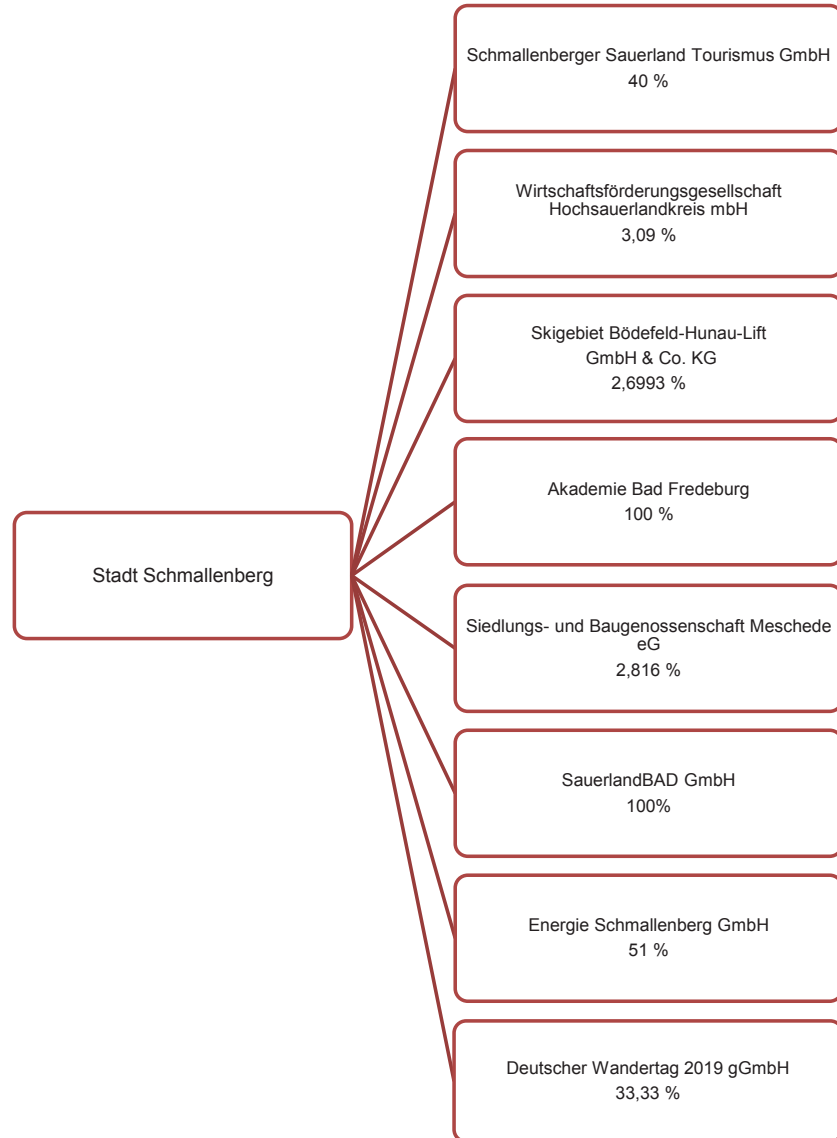 Schmallenberger Sauerland Tourismus GmbH
40 %
Wirtschaftsförderungsgesellschaft
Hochsauerlandkreis mbH
3,09 %
Skigebiet Bödefeld-Hunau-Lift
GmbH & Co. KG
2,6993 %
Akademie Bad Fredeburg
100 %
Stadt Schmallenberg
Siedlungs- und Baugenossenschaft Meschede
eG
2,816 %
SauerlandBAD GmbH
100%
Energie Schmallenberg GmbH
51 %
Deutscher Wandertag 2019 gGmbH
33,33 %